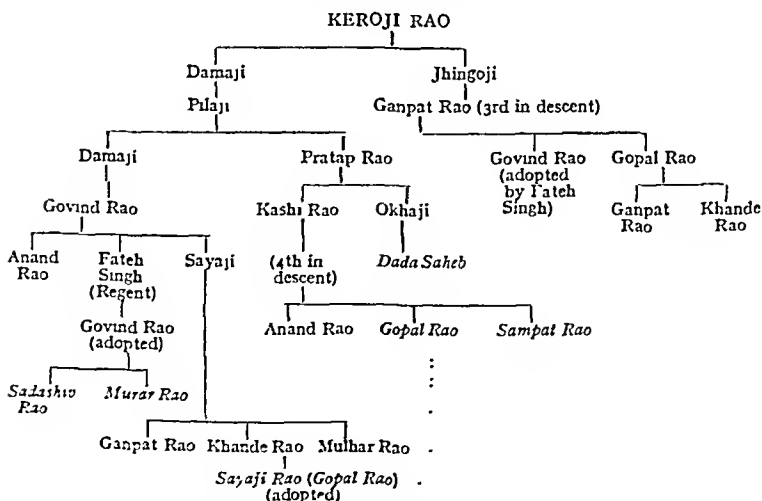 KEROJI RAO
Damaji Jhingoji
Pilaji Ganpat Rao (3rd in descent)
Damaji Pratap Rao Govind Rao Gopal Rao
(adopted
by Fateh
Singh)
Govind Rao Kashi Rao Okhaji Ganpat Khande
Rao Rao
Anand Fateh Sayaji (4th in Dada Saheb
Rao Singh descent)
(Regent)
Govind Rao Anand Rao Gopal Rao Sampat Rao
(adopted)
Sadashiv Murar Rao
Rao
Ganpat Rao Khande Rao Mulhar Rao
Sayaji Rao (Gopal Rao)
(adopted)